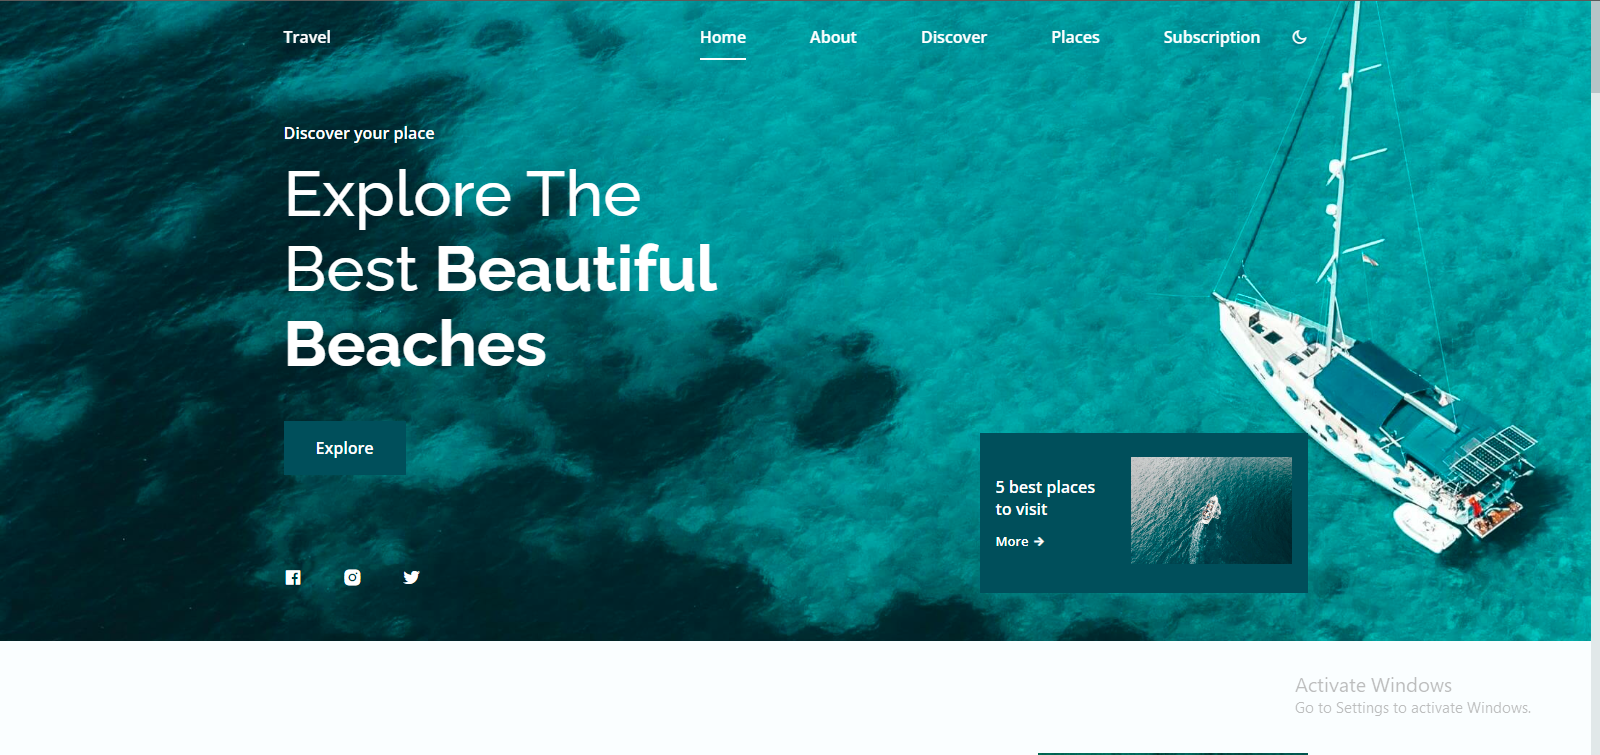 Travel
Home
About
Discover
Places
Subscription
Discover your place
Explore The
Best Beautiful
Beaches
Explore
5 best places
to visit
More →
Activate Windows
Go to Settings to activate Windows.